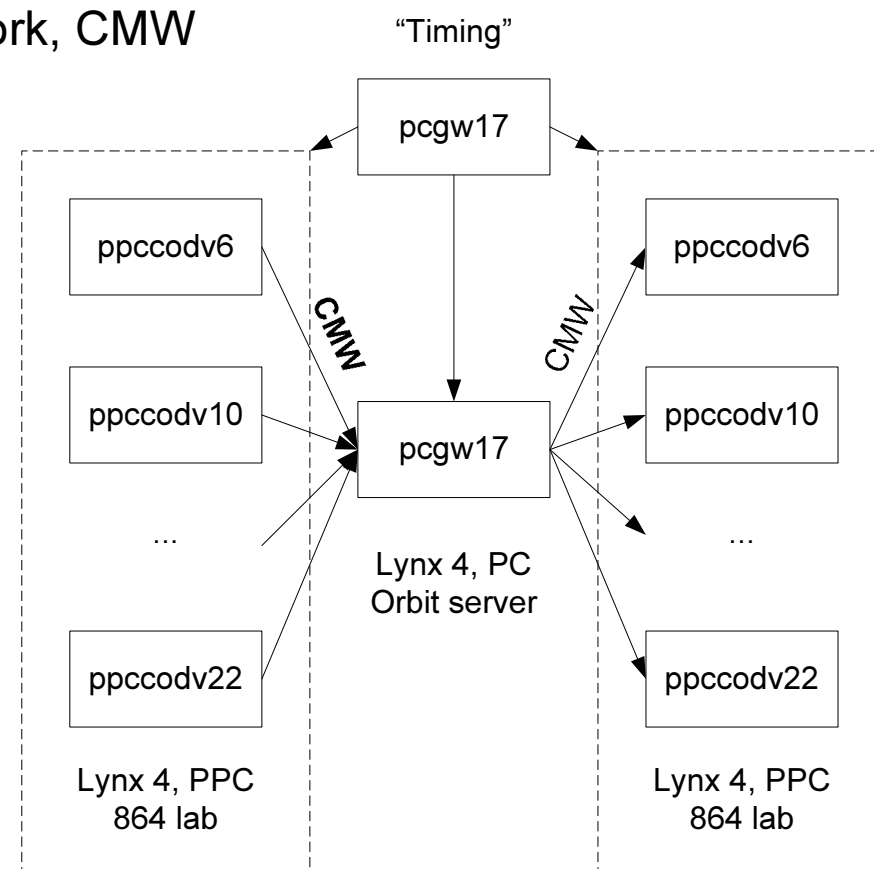 ork, CMW
“Timing”
pcgw17
ppccodv6
ppccodv6
CMW
CMW
ppccodv10
pcgw17
ppccodv10
...
...
Lynx 4, PC
Orbit server
ppccodv22
ppccodv22
Lynx 4, PPC
864 lab
Lynx 4, PPC
864 lab